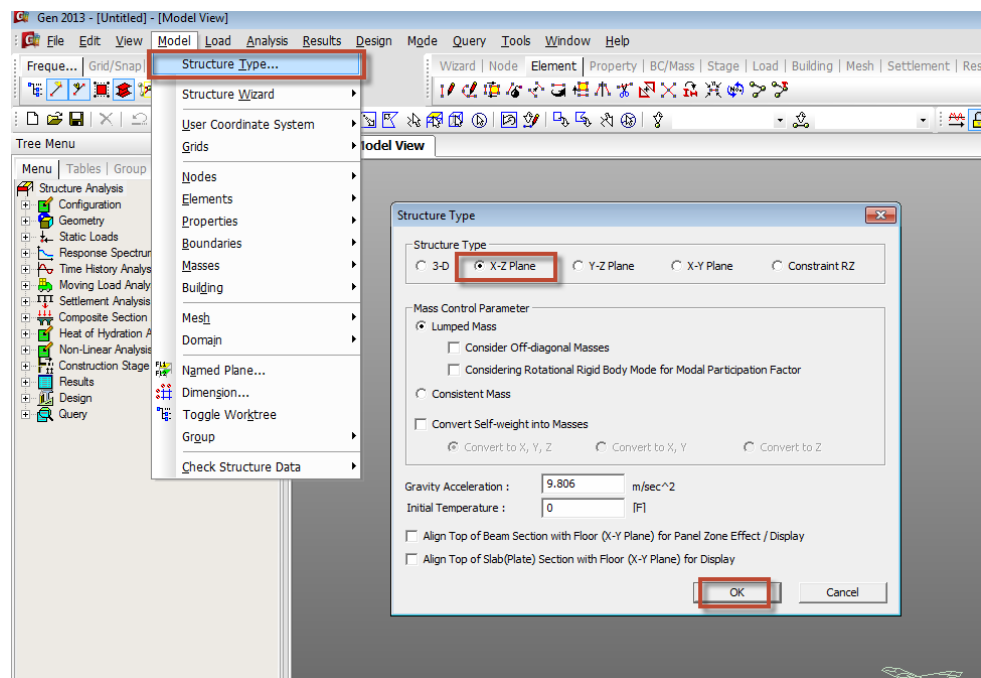 Gen 2013 - [Untitled] - [Model View]
File Edit View Model Load Analysis Results Design Mode Query Tools Window Help
Freque... Grid/Snap Structure Type... Wizard Node Element Property BC/Mass Stage Load Building Mesh Settlement Res
Structure Wizard
User Coordinate System
Tree Menu
Grids
Model View
Menu Tables Group
Nodes
Elements
Properties
Boundaries
Masses
Building
Mesh
Domain
Named Plane...
Dimension...
Toggle Worktree
Group
Check Structure Data
Structure Analysis
Configuration
Geometry
Static Loads
Response Spectrur
Time History Analys
Moving Load Analy
Settlement Analysis
Composite Section
Heat of Hydration A
Non-Linear Analysis
Construction Stage
Results
Design
Query
Structure Type
Structure Type
3-D X-Z Plane Y-Z Plane X-Y Plane Constraint RZ
Mass Control Parameter
Lumped Mass
Consider Off-diagonal Masses
Considering Rotational Rigid Body Mode for Modal Participation Factor
Consistent Mass
Convert Self-weight into Masses
Convert to X, Y, Z Convert to X, Y Convert to Z
Gravity Acceleration : 9.806 m/sec^2
Initial Temperature : 0 [F]
Align Top of Beam Section with Floor (X-Y Plane) for Panel Zone Effect / Display
Align Top of Slab(Plate) Section with Floor (X-Y Plane) for Display
OK Cancel